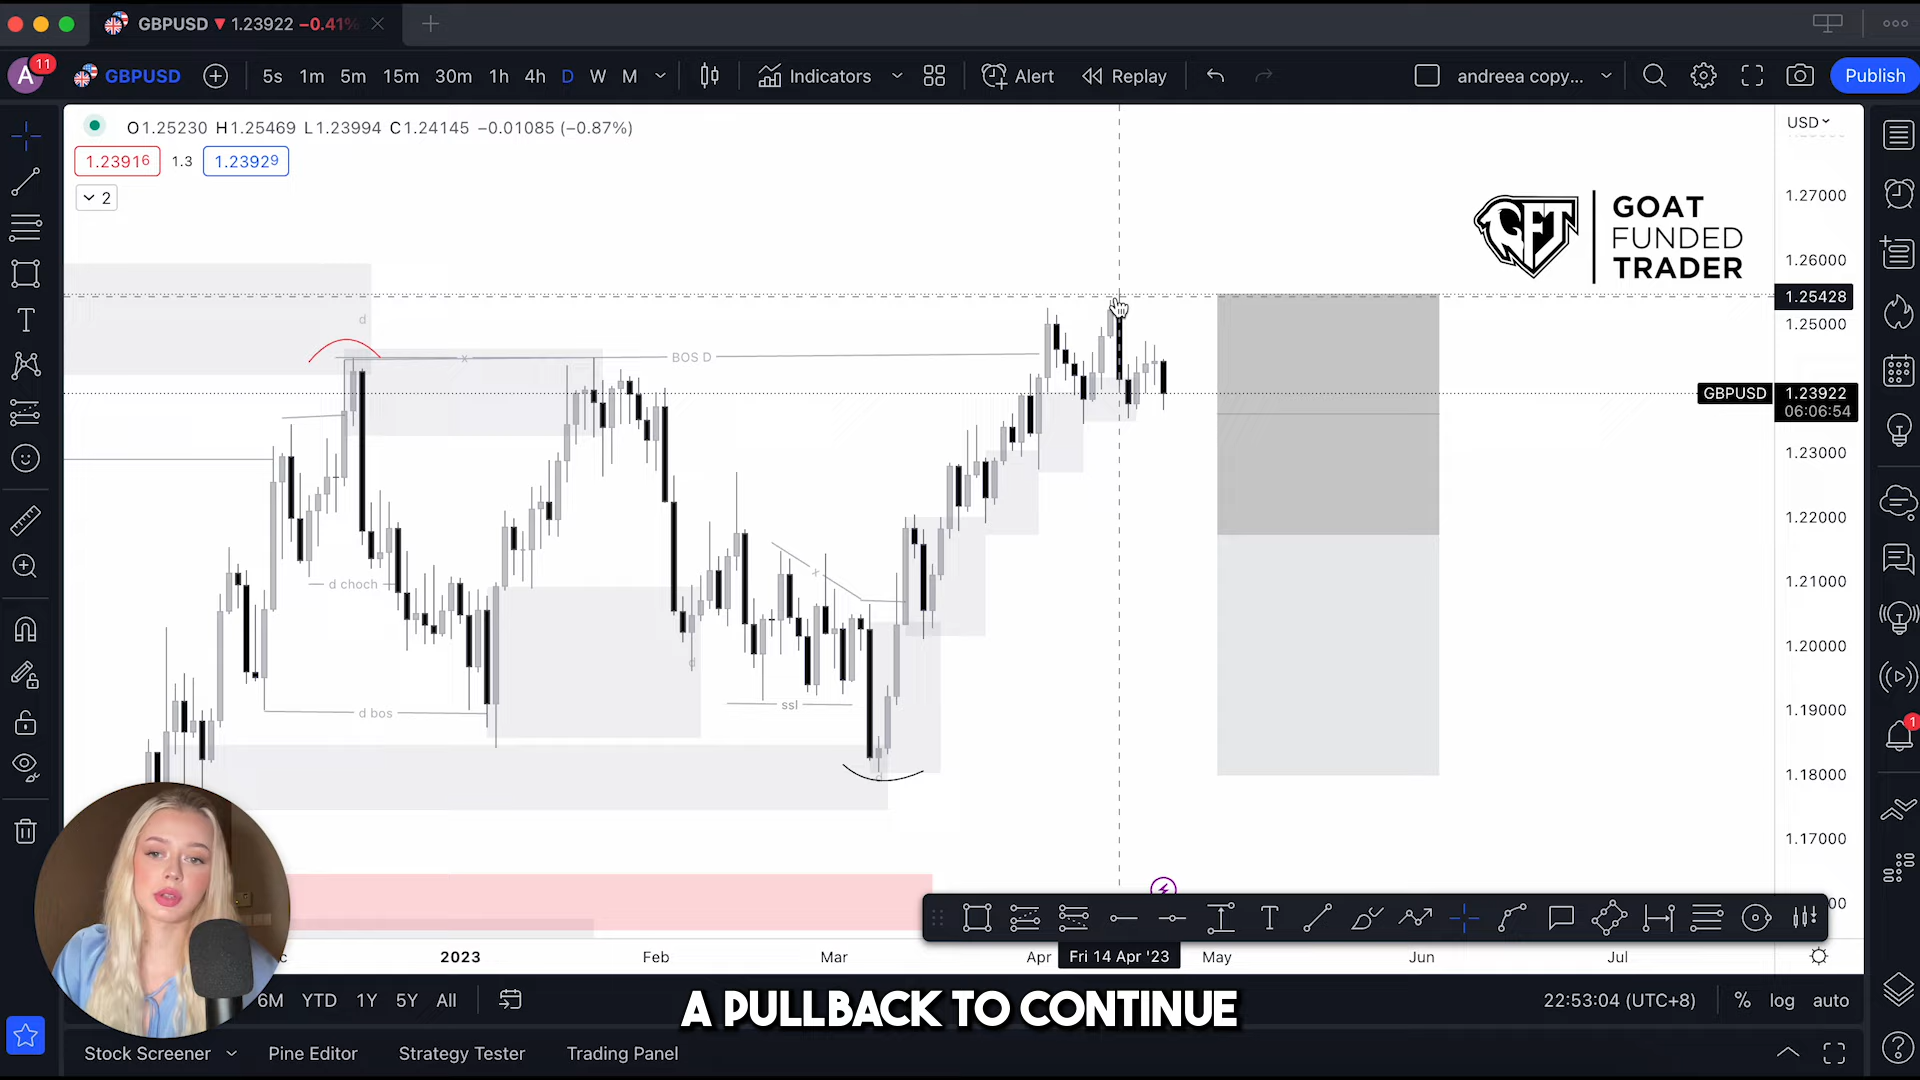 GBPUSD ▼ 1.23922 −0.41%
A 11 GBPUSD 5s 1m 5m 15m 30m 1h 4h D W M Indicators Alert Replay andreea copy... Publish
O1.25230 H1.25469 L1.23994 C1.24145 −0.01085 (−0.87%)
1.23916 1.3 1.23929
2
USD
1.27000
1.26000
1.25428
1.25000
GBPUSD 1.23922
06:06:54
1.23000
1.22000
1.21000
1.20000
1.19000
1.18000
1.17000
GFT
GOAT
FUNDED
TRADER
d
x
BOS D
d choch
x
d
d bos
ssl
d
1
2023 Feb Mar Apr Fri 14 Apr '23 May Jun Jul
6M YTD 1Y 5Y All
22:53:04 (UTC+8) % log auto
A PULLBACK TO CONTINUE
Stock Screener Pine Editor Strategy Tester Trading Panel